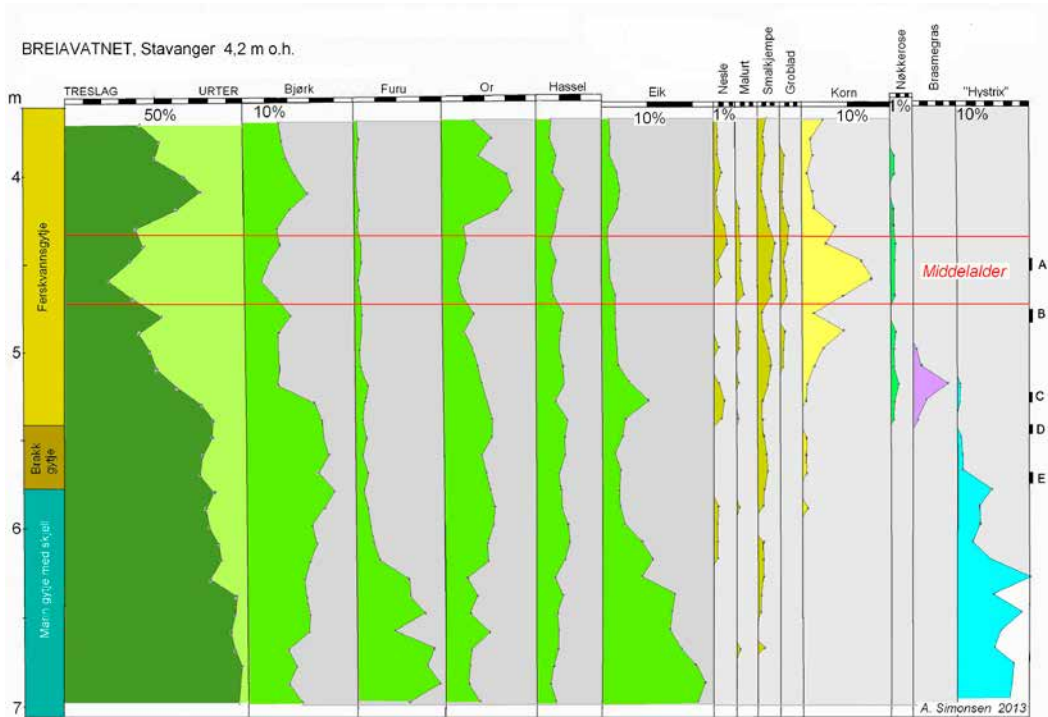 BREIAVATNET, Stavanger 4,2 m o.h.
m
TRESLAG
URTER
50%
Bjørk
10%
Furu
Or
Hassel
Eik
10%
Nesle
1%
Malurt
Smalkjempe
Groblad
Korn
10%
Nøkkerose
1%
Brasmegras
"Hystrix"
10%
4
5
6
7
Ferskvannsgytje
Brakk
gytje
Marin gytje med skjell
Middelalder
A
B
C
D
E
A. Simonsen 2013